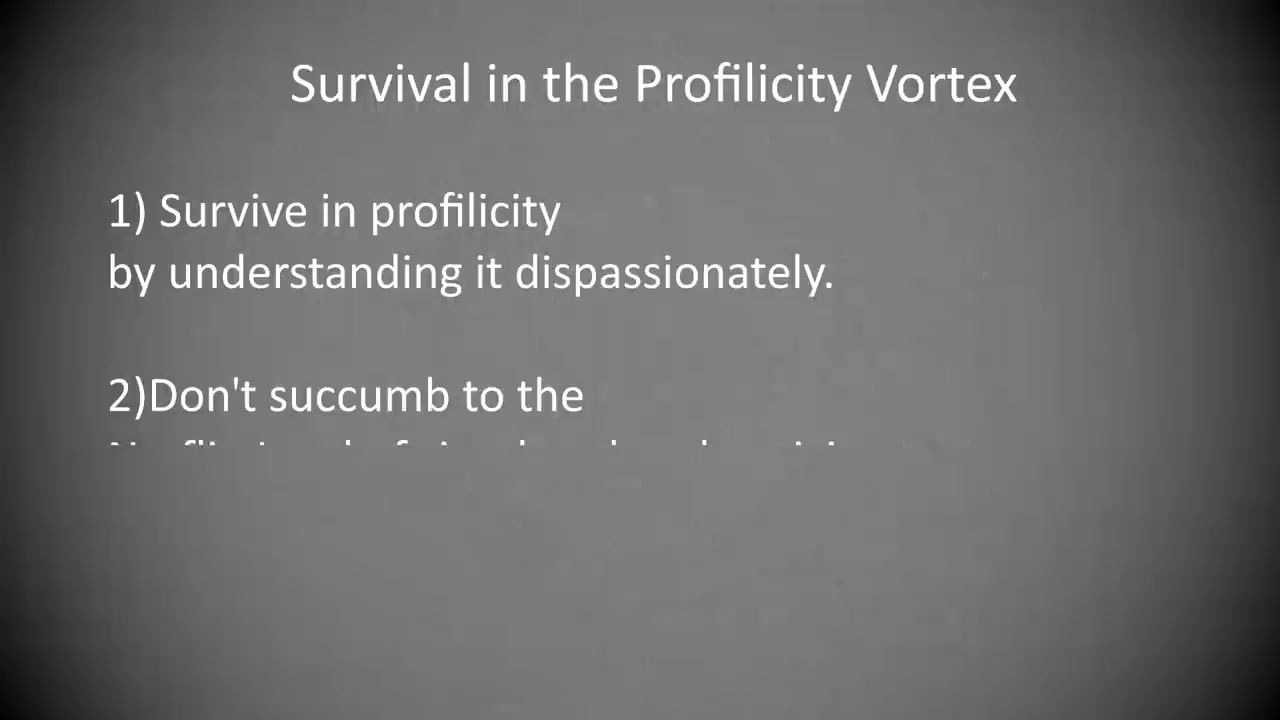 Survival in the Profilicity Vortex
1) Survive in profilicity
by understanding it dispassionately.
2)Don't succumb to the